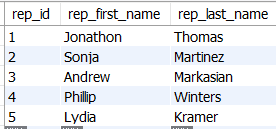 rep_id rep_first_name rep_last_name
1 Jonathon Thomas
2 Sonja Martinez
3 Andrew Markasian
4 Phillip Winters
5 Lydia Kramer